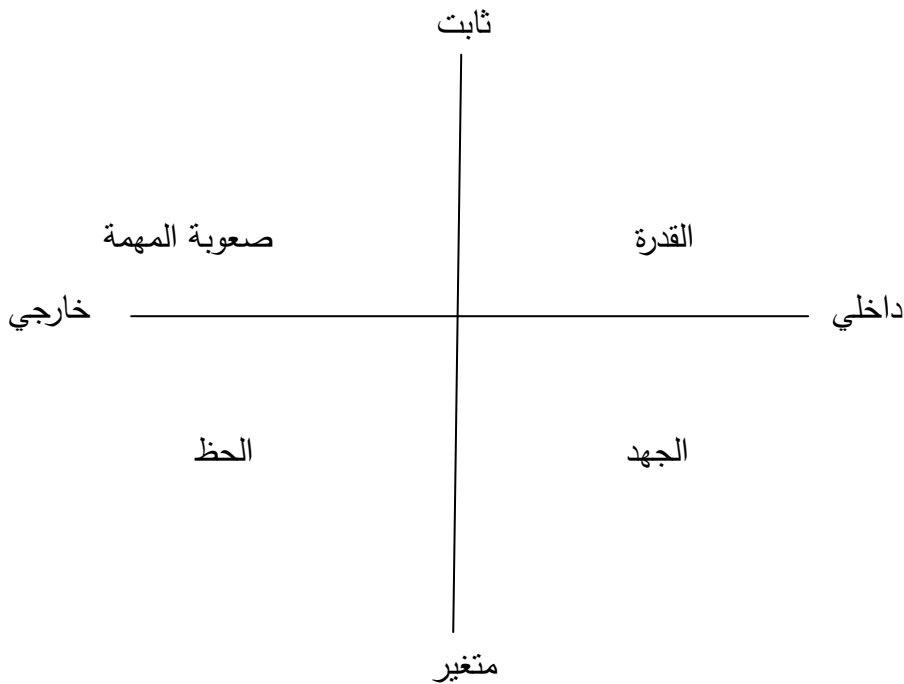 ثابت
القدرة
صعوبة المهمة
داخلي
خارجي
الجهد
الحظ
متغير